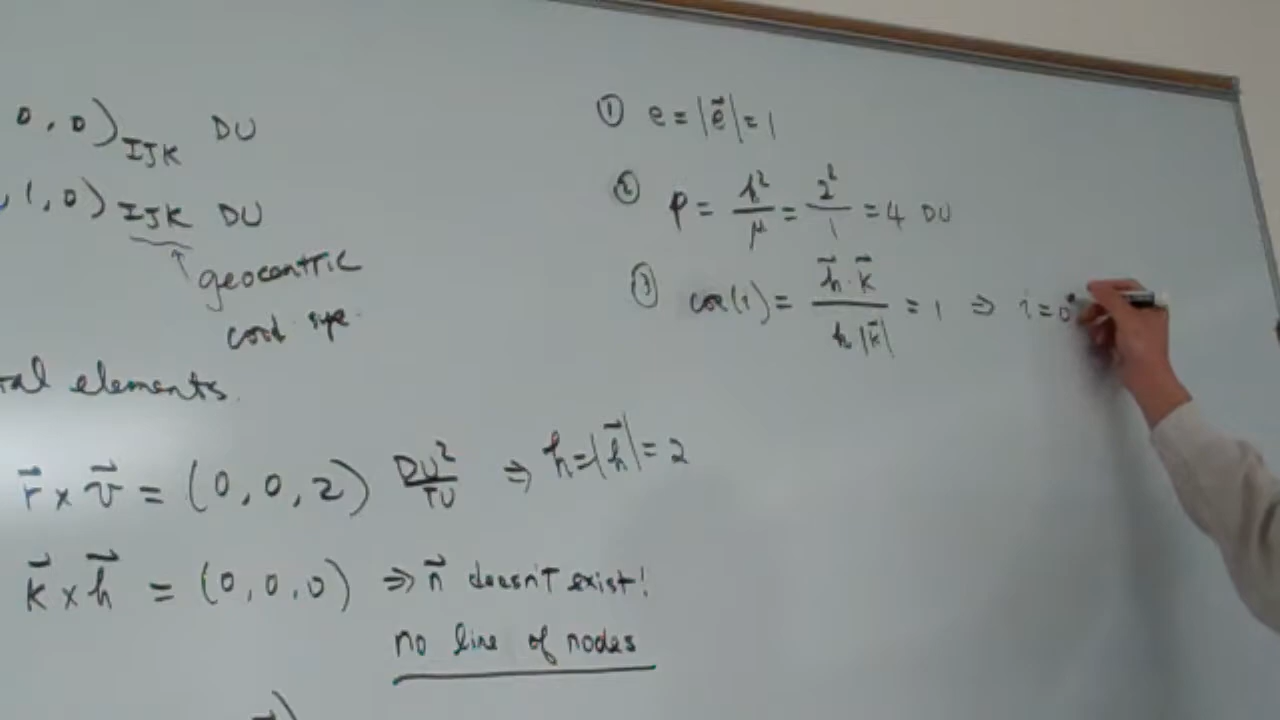 0, 0)IJK DU
, 1, 0)IJK DU
geocentric
cord sys.
tal elements.
r⃗ × v⃗ = (0, 0, 2) DU²/TU ⇒ h = |h⃗| = 2
k⃗ × h⃗ = (0, 0, 0) ⇒ n⃗ doesn't exist!
no line of nodes
① e = |e⃗| = 1
② p = h²/μ = 2²/1 = 4 DU
③ cos(i) = h⃗·k⃗ / h|k⃗| = 1 ⇒ i = 0°